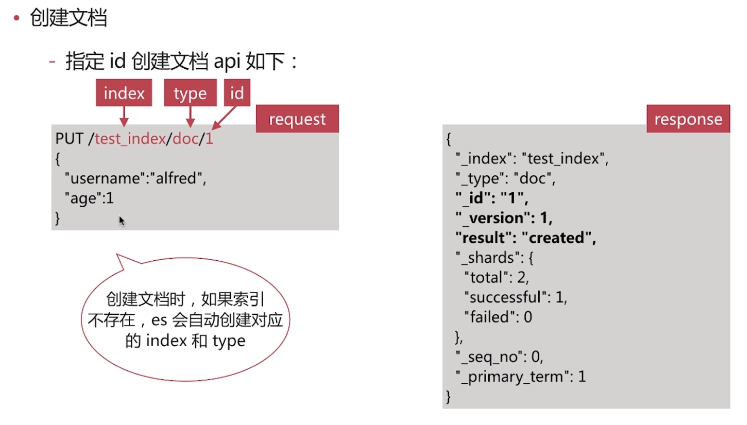 • 创建文档
- 指定 id 创建文档 api 如下：
index type id
request
PUT /test_index/doc/1
{
"username":"alfred",
"age":1
}
创建文档时，如果索引
不存在，es 会自动创建对应
的 index 和 type
response
{
"_index": "test_index",
"_type": "doc",
"_id": "1",
"_version": 1,
"result": "created",
"_shards": {
"total": 2,
"successful": 1,
"failed": 0
},
"_seq_no": 0,
"_primary_term": 1
}